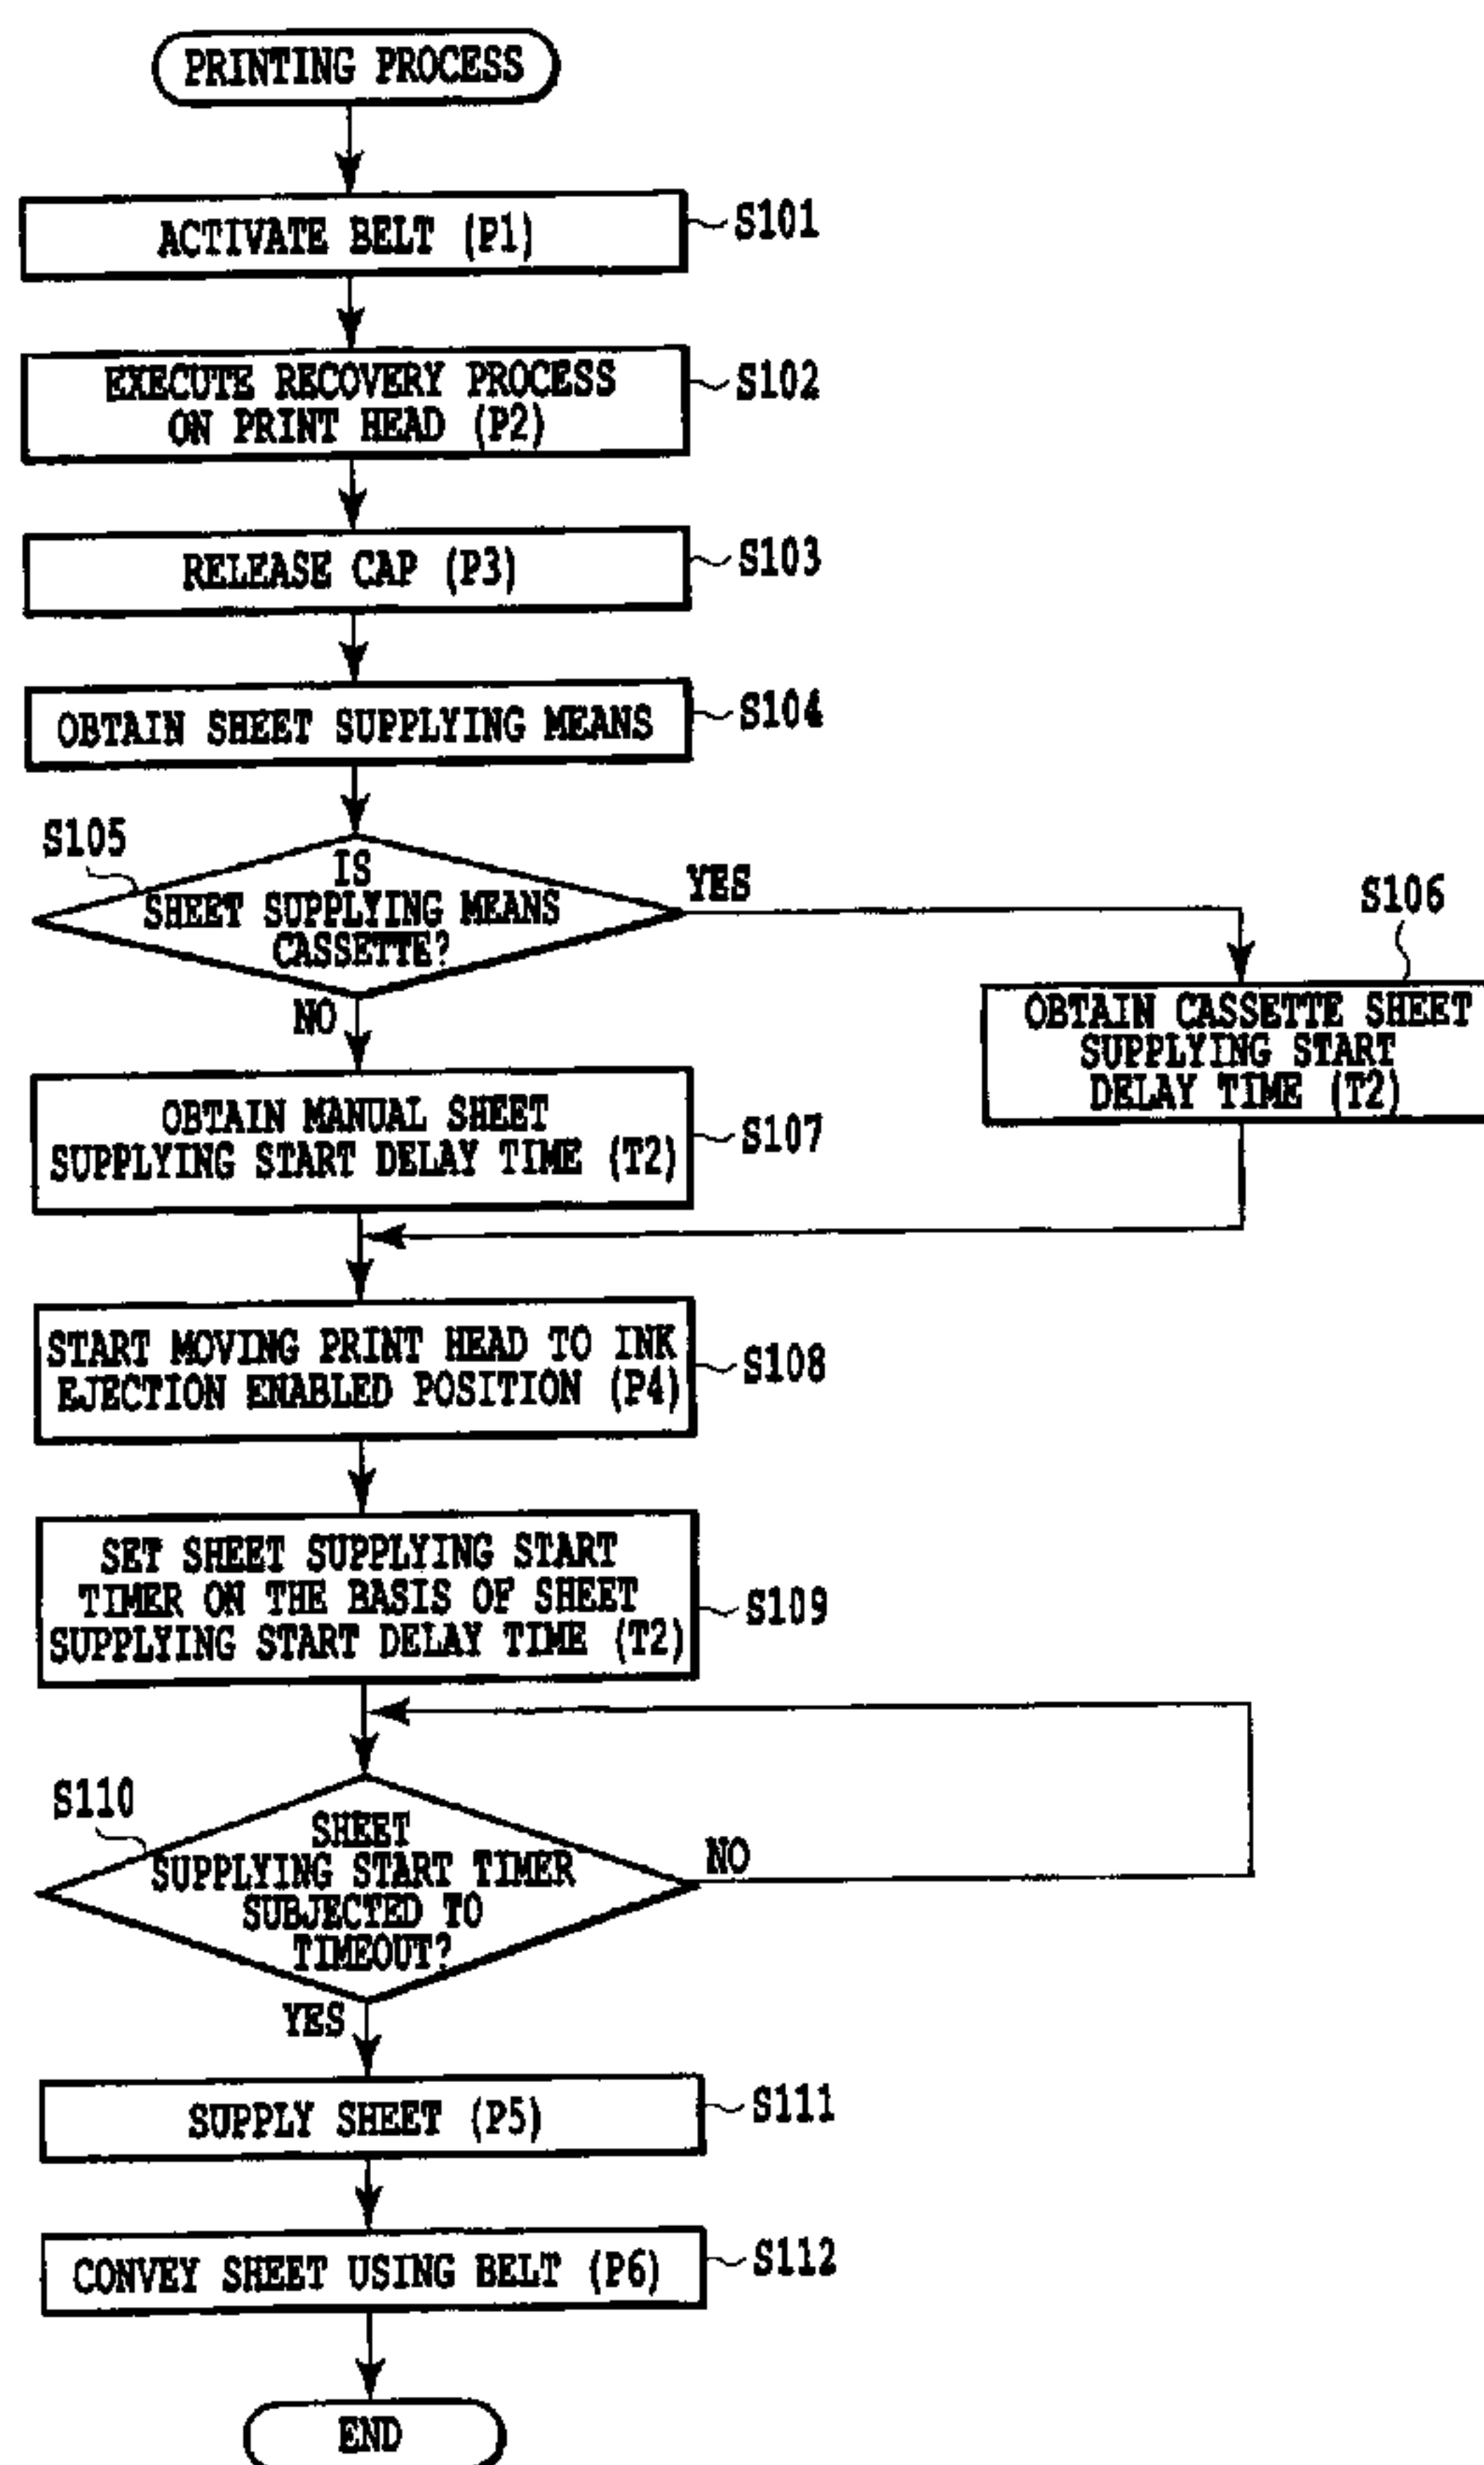 PRINTING PROCESS
ACTIVATE BELT (P1)
S101
EXECUTE RECOVERY PROCESS
ON PRINT HEAD (P2)
S102
RELEASE CAP (P3)
S103
OBTAIN SHEET SUPPLYING MEANS
S104
S105
IS
SHEET SUPPLYING MEANS
CASSETTE?
YES
NO
S106
OBTAIN CASSETTE SHEET
SUPPLYING START
DELAY TIME (T2)
OBTAIN MANUAL SHEET
SUPPLYING START DELAY TIME (T2)
S107
START MOVING PRINT HEAD TO INK
EJECTION ENABLED POSITION (P4)
S108
SET SHEET SUPPLYING START
TIMER ON THE BASIS OF SHEET
SUPPLYING START DELAY TIME (T2)
S109
S110
SHEET
SUPPLYING START TIMER
SUBJECTED TO
TIMEOUT?
NO
YES
SUPPLY SHEET (P5)
S111
CONVEY SHEET USING BELT (P6)
S112
END